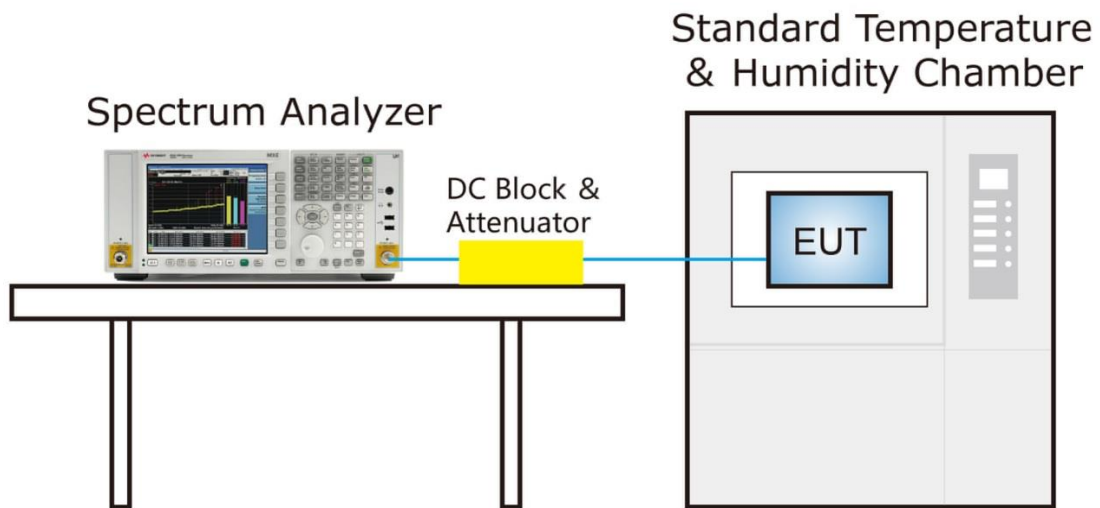 Standard Temperature
& Humidity Chamber
Spectrum Analyzer
DC Block &
Attenuator
EUT